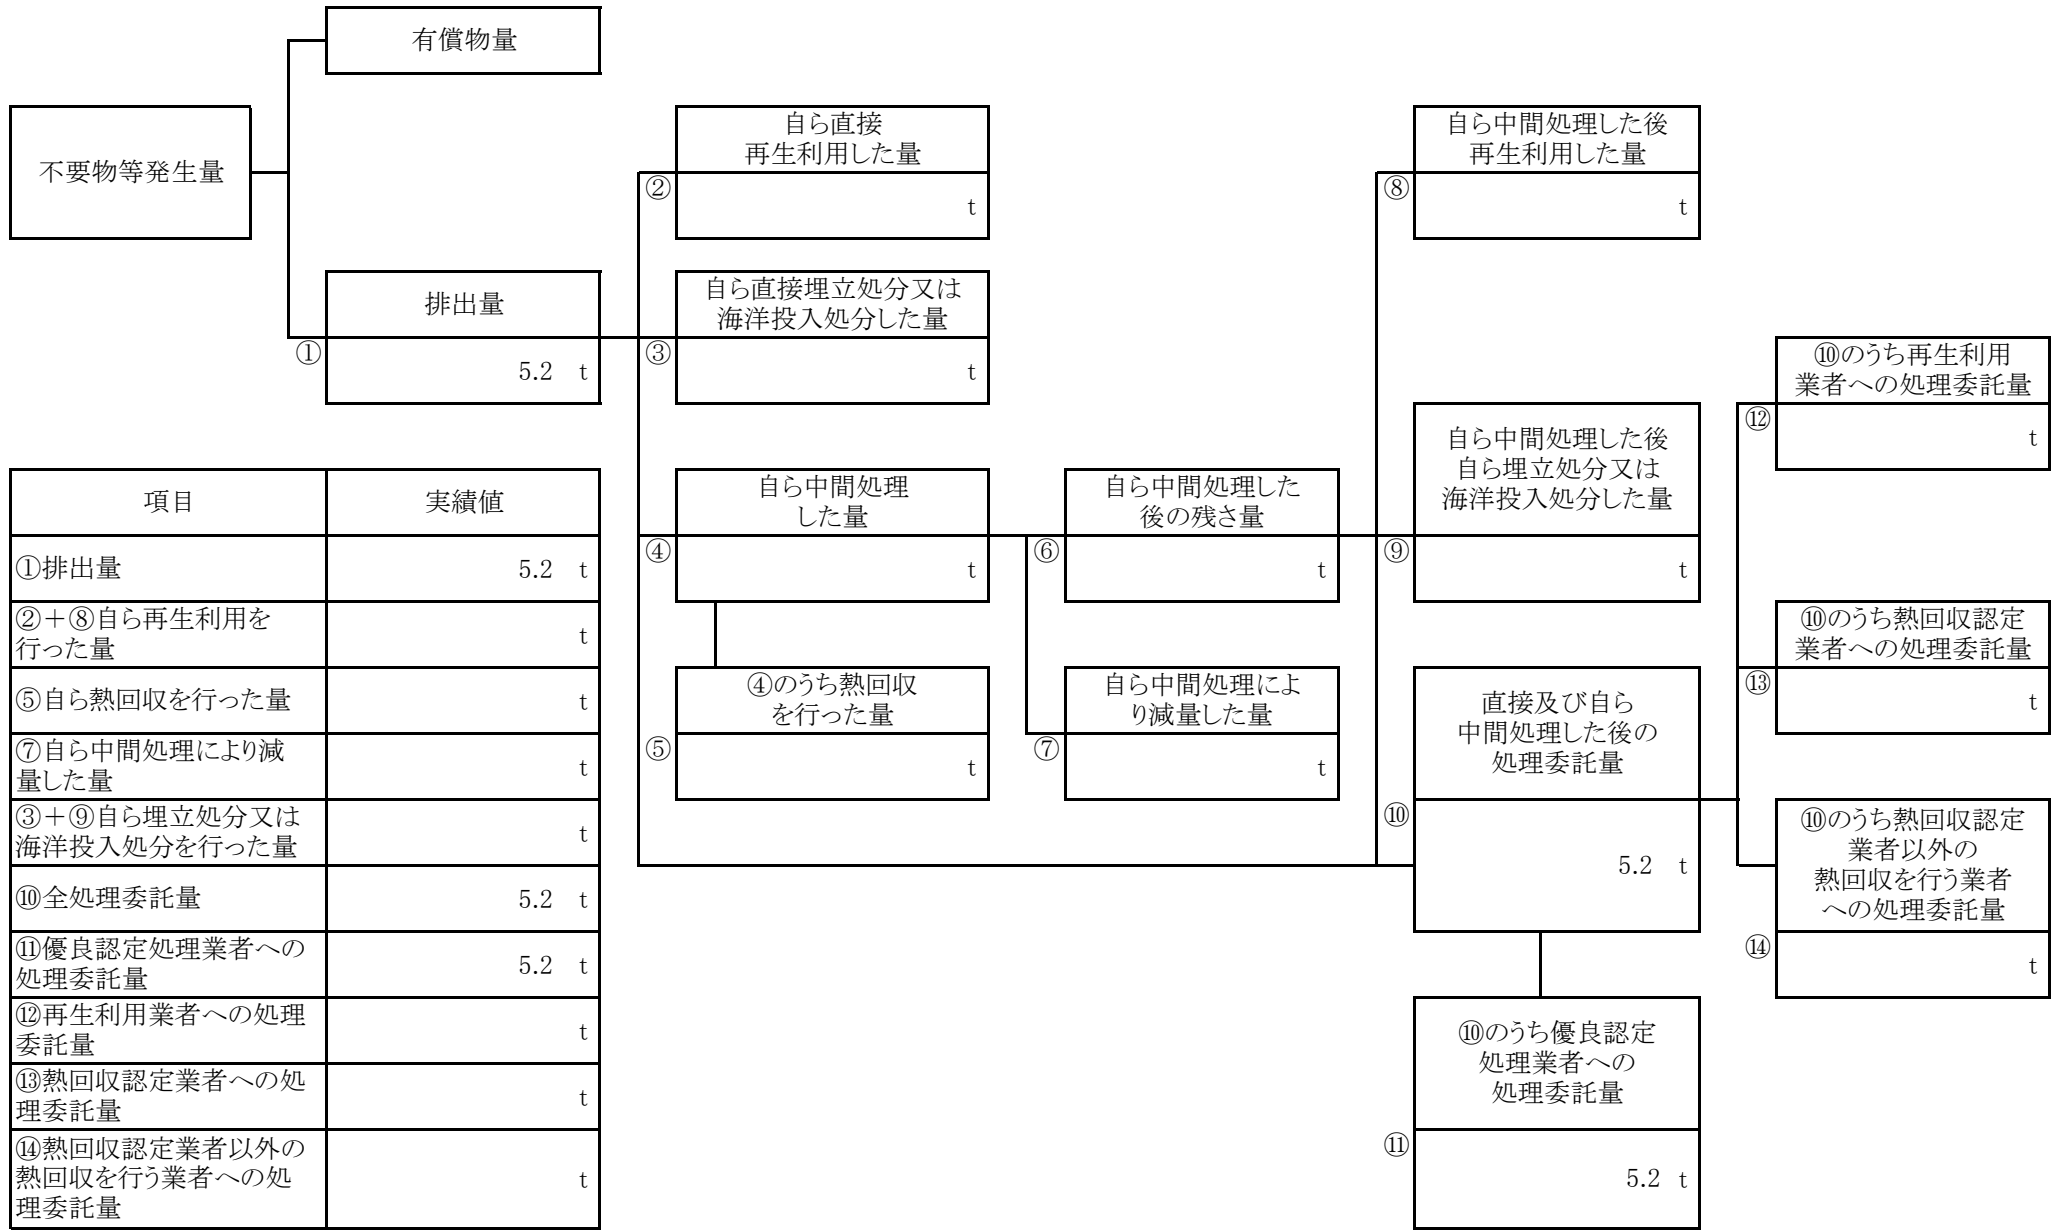 有償物量
不要物等発生量
排出量
①
5.2 t
自ら直接
再生利用した量
②
t
自ら直接埋立処分又は
海洋投入処分した量
③
t
自ら中間処理
した量
④
t
④のうち熱回収
を行った量
⑤
t
自ら中間処理した
後の残さ量
⑥
t
自ら中間処理によ
り減量した量
⑦
t
自ら中間処理した後
再生利用した量
⑧
t
自ら中間処理した後
自ら埋立処分又は
海洋投入処分した量
⑨
t
直接及び自ら
中間処理した後の
処理委託量
⑩
5.2 t
⑩のうち優良認定
処理業者への
処理委託量
⑪
5.2 t
⑩のうち再生利用
業者への処理委託量
⑫
t
⑩のうち熱回収認定
業者への処理委託量
⑬
t
⑩のうち熱回収認定
業者以外の
熱回収を行う業者
への処理委託量
⑭
t
項目 実績値
①排出量 5.2 t
②+⑧自ら再生利用を
行った量
t
⑤自ら熱回収を行った量 t
⑦自ら中間処理により減
量した量
t
③+⑨自ら埋立処分又は
海洋投入処分を行った量
t
⑩全処理委託量 5.2 t
⑪優良認定処理業者への
処理委託量
5.2 t
⑫再生利用業者への処理
委託量
t
⑬熱回収認定業者への処
理委託量
t
⑭熱回収認定業者以外の
熱回収を行う業者への処
理委託量
t